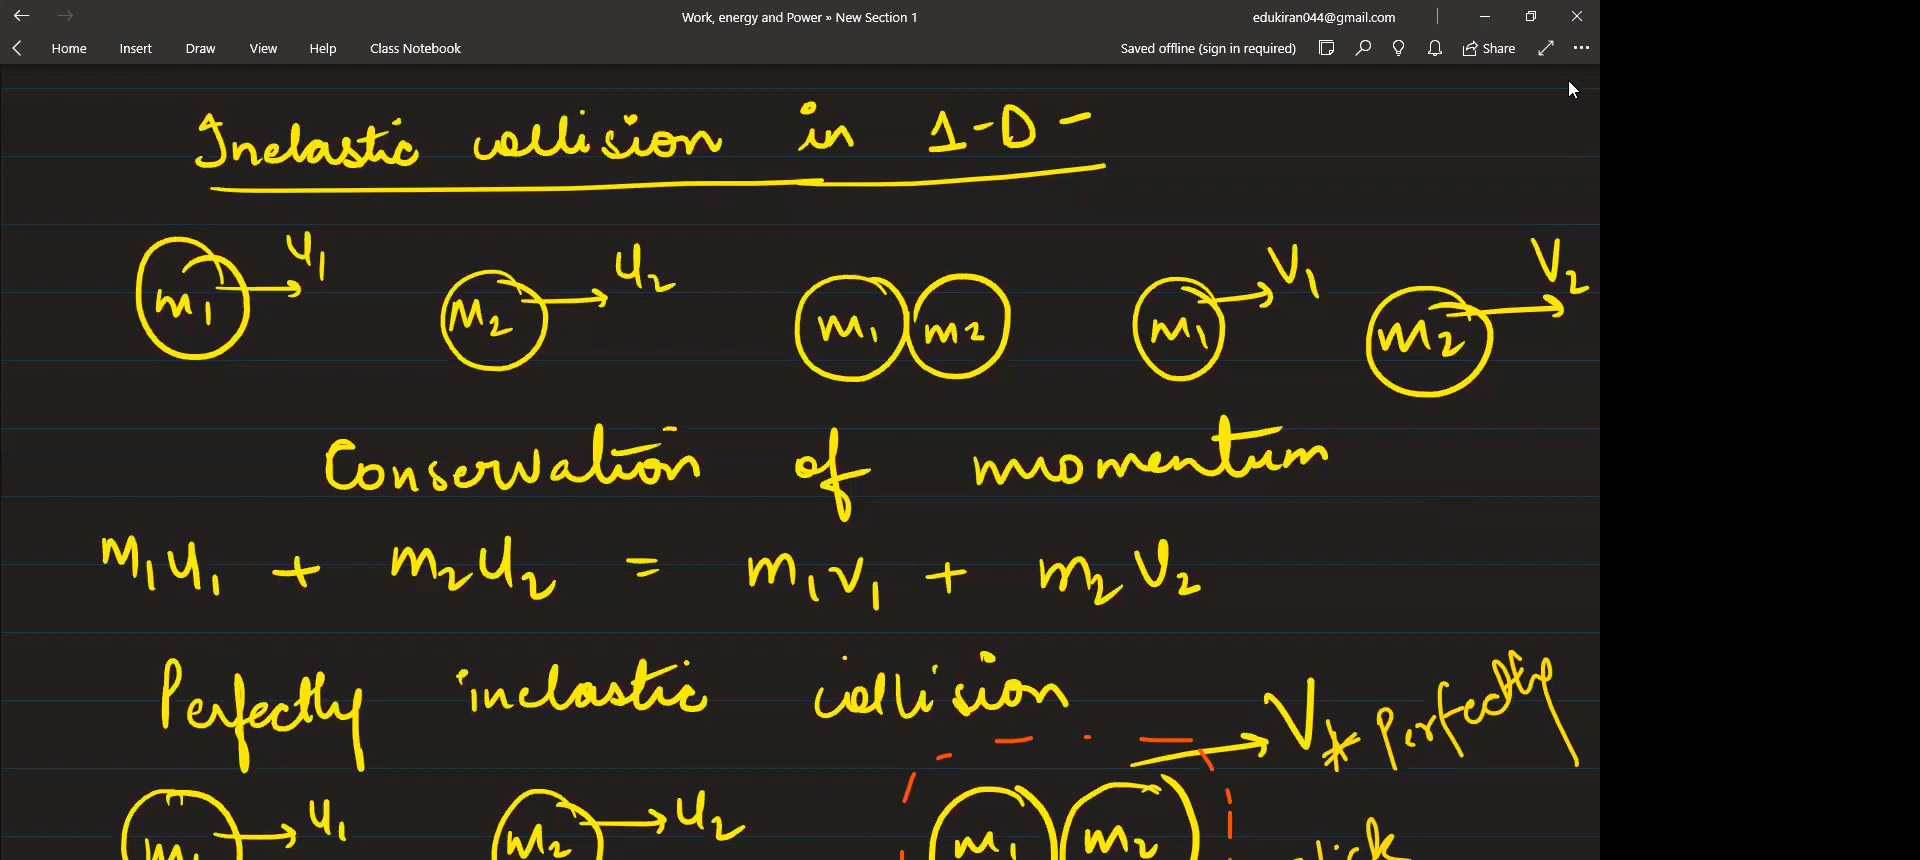 Work, energy and Power » New Section 1
edukiran044@gmail.com
Home Insert Draw View Help Class Notebook
Saved offline (sign in required) Share
Inelastic collision in 1-D -
m1 u1 m2 u2 m1 m2 m1 V1 m2 V2
Conservation of momentum
m1u1 + m2u2 = m1v1 + m2v2
Perfectly inelastic collision
V * Perfectly
m1 u1 m2 u2 m1 m2 stick